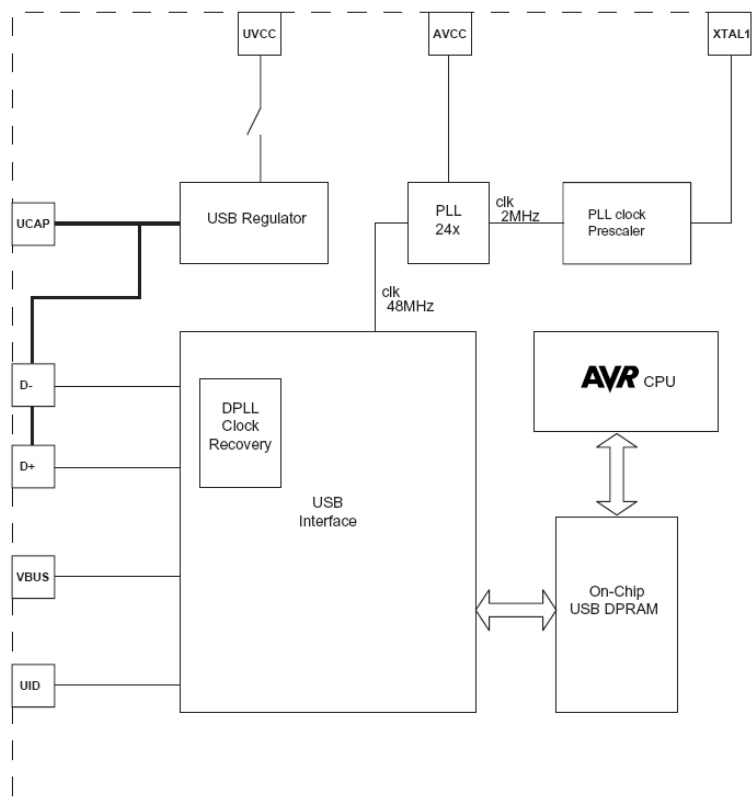 UVCC
AVCC
XTAL1
UCAP
USB Regulator
PLL
24x
clk
2MHz
PLL clock
Prescaler
clk
48MHz
D-
DPLL
Clock
Recovery
AVR CPU
D+
USB
Interface
VBUS
On-Chip
USB DPRAM
UID